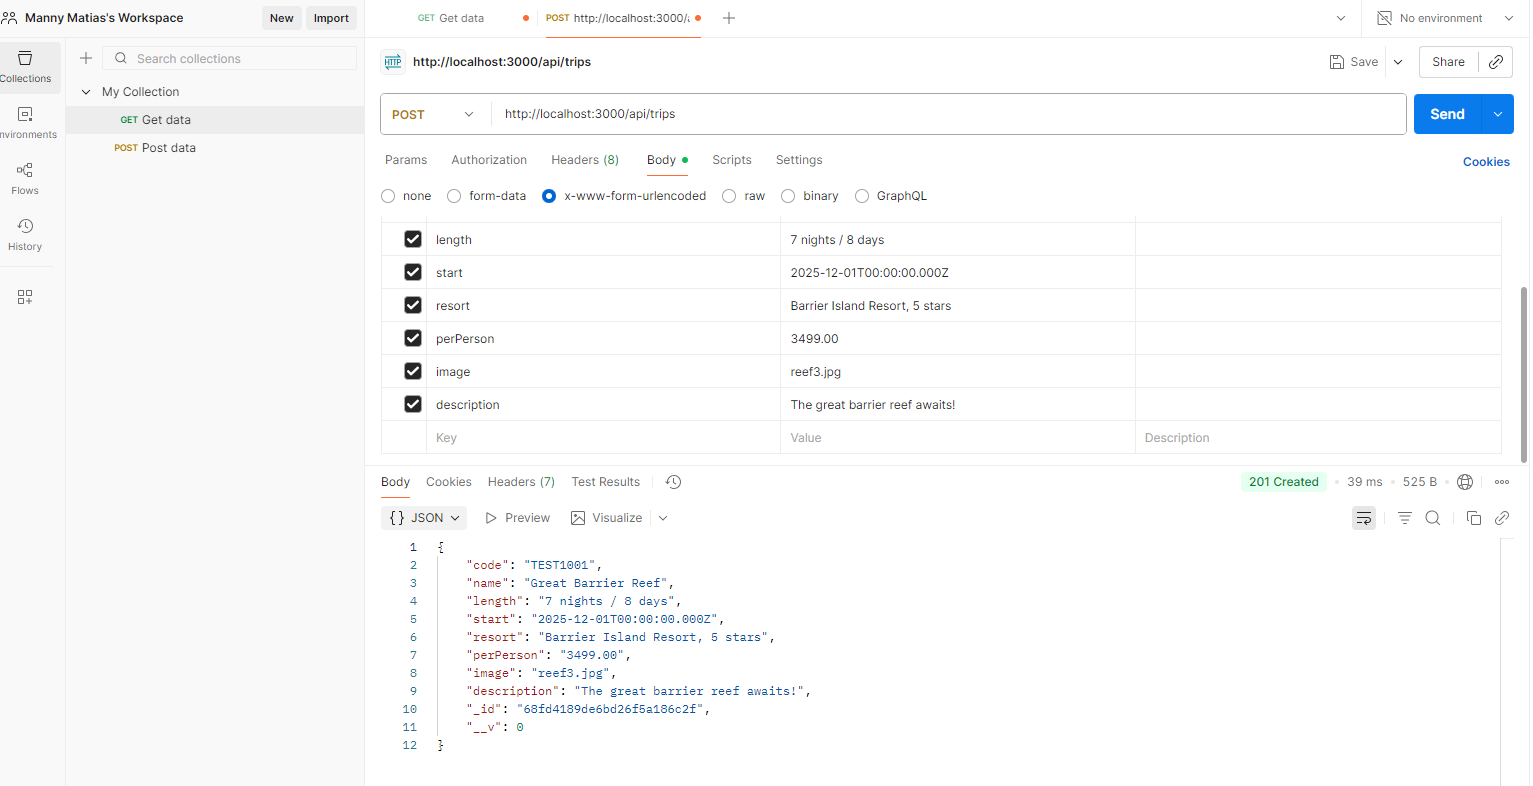 Manny Matias's Workspace New Import GET Get data POST http://localhost:3000/a No environment
http://localhost:3000/api/trips Save Share
Collections
Search collections
My Collection
GET Get data
POST Post data
nvironments
Flows
History
POST http://localhost:3000/api/trips Send
Params Authorization Headers (8) Body Scripts Settings Cookies
none form-data x-www-form-urlencoded raw binary GraphQL
length 7 nights / 8 days
start 2025-12-01T00:00:00.000Z
resort Barrier Island Resort, 5 stars
perPerson 3499.00
image reef3.jpg
description The great barrier reef awaits!
Key Value Description
Body Cookies Headers (7) Test Results 201 Created 39 ms 525 B
{} JSON Preview Visualize
1 {
2 "code": "TEST1001",
3 "name": "Great Barrier Reef",
4 "length": "7 nights / 8 days",
5 "start": "2025-12-01T00:00:00.000Z",
6 "resort": "Barrier Island Resort, 5 stars",
7 "perPerson": "3499.00",
8 "image": "reef3.jpg",
9 "description": "The great barrier reef awaits!",
10 "_id": "68fd4189de6bd26f5a186c2f",
11 "__v": 0
12 }